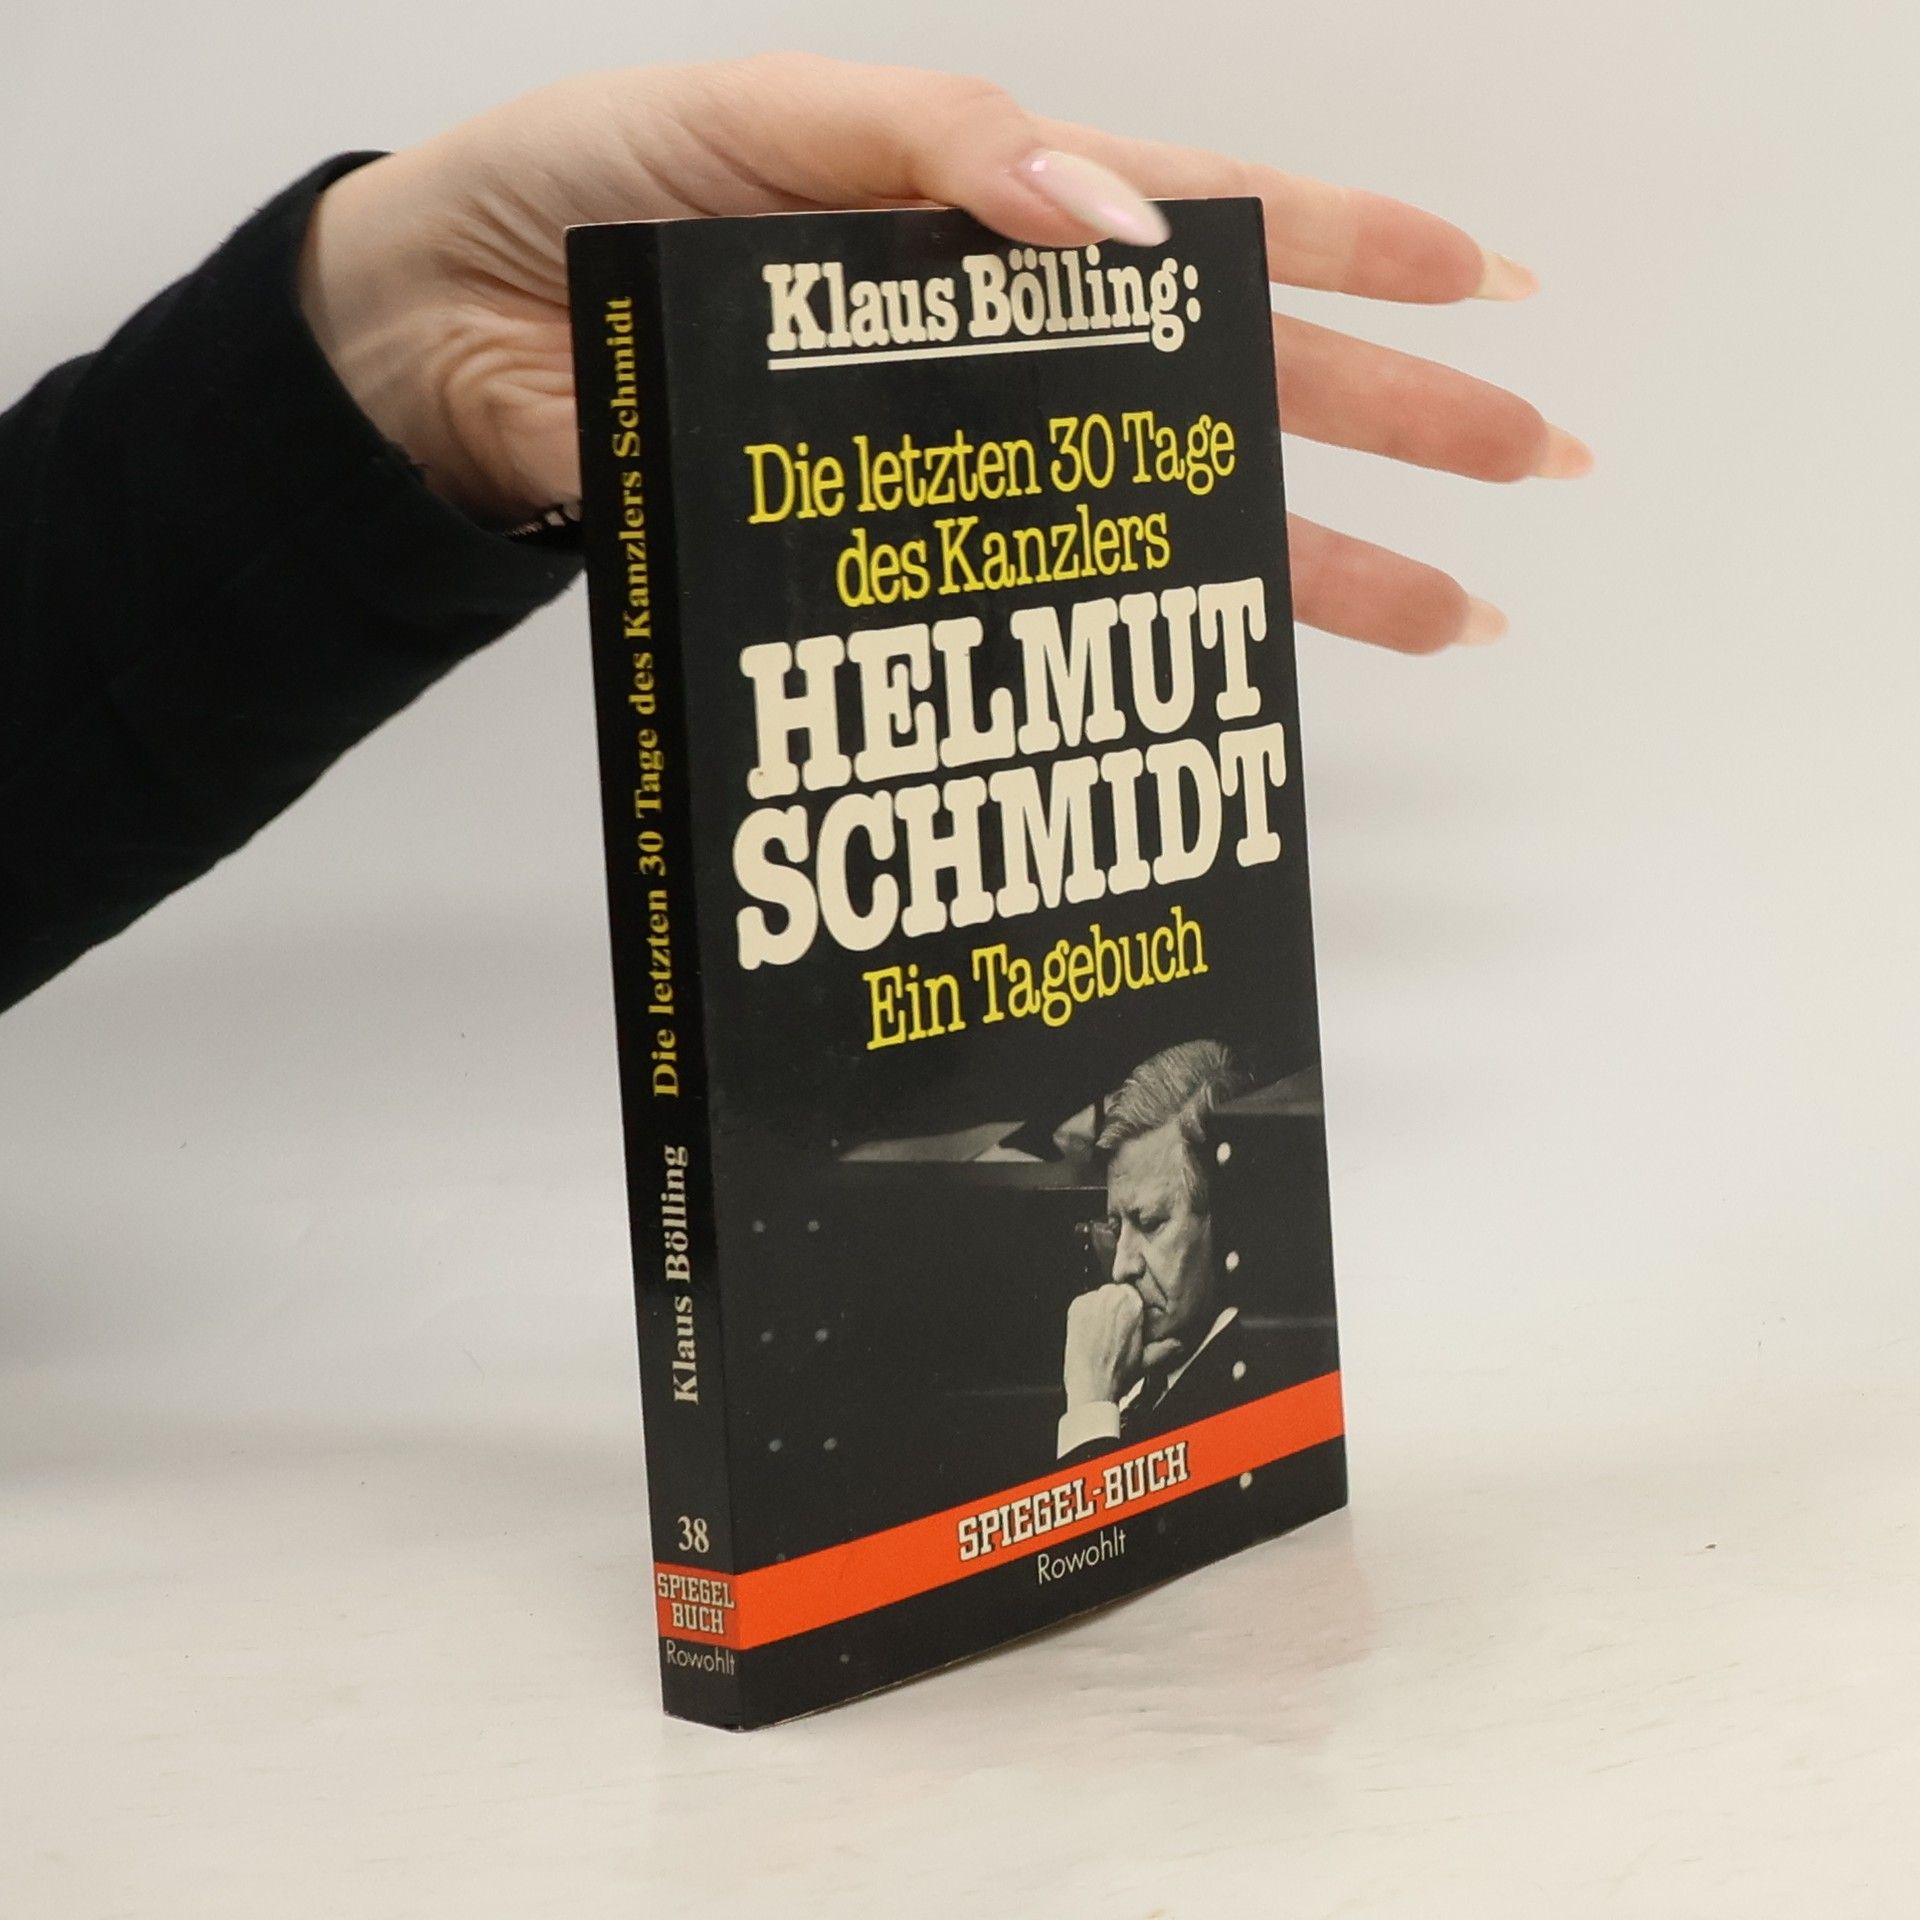 Klaus Bölling:
Die letzten 30 Tage
des Kanzlers
HELMUT
SCHMIDT
Ein Tagebuch
SPIEGEL-BUCH
Rowohlt
Klaus Bölling Die letzten 30 Tage des Kanzlers Schmidt
38
SPIEGEL
BUCH
Rowohlt